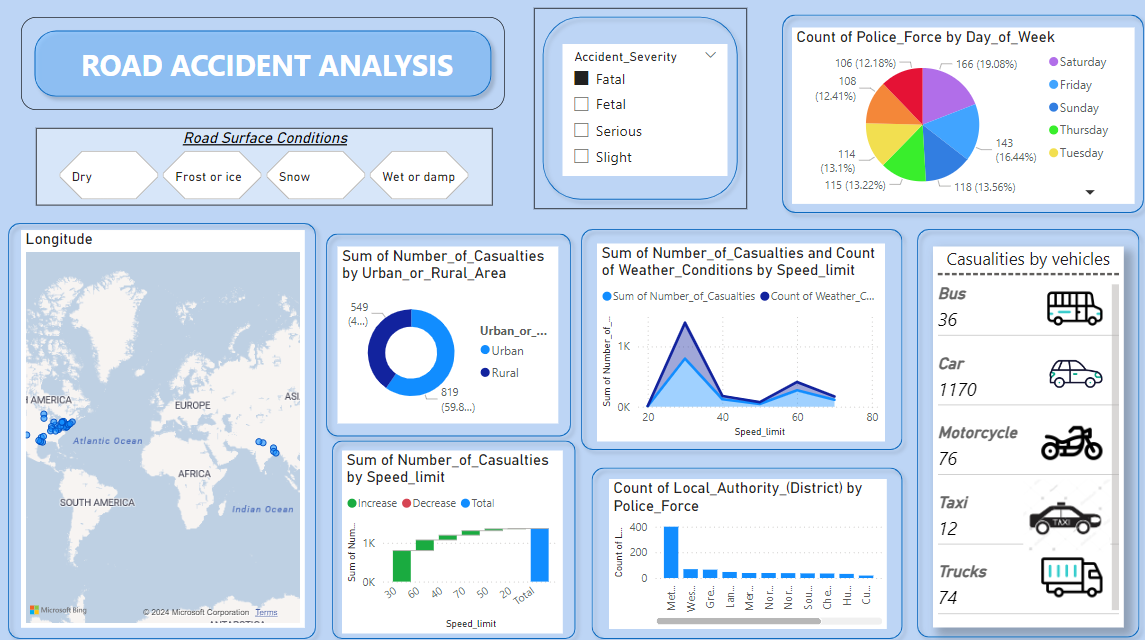 ROAD ACCIDENT ANALYSIS
Road Surface Conditions
Dry
Frost or ice
Snow
Wet or damp
Accident_Severity
Fatal
Fetal
Serious
Slight
Count of Police_Force by Day_of_Week
106 (12.18%)
166 (19.08%)
108
(12.41%)
143
(16.44%)
114
(13.1%)
115 (13.22%)
118 (13.56%)
Saturday
Friday
Sunday
Thursday
Tuesday
Longitude
H AMERICA
EUROPE
ASI
Atlantic Ocean
AFRICA
SOUTH AMERICA
Indian Ocean
Microsoft Bing
© 2024 Microsoft Corporation Terms
ANTARCTICA
Sum of Number_of_Casualties
by Urban_or_Rural_Area
549
(4...)
819
(59.8...)
Urban_or_...
Urban
Rural
Sum of Number_of_Casualties
by Speed_limit
Increase
Decrease
Total
Sum of Num...
1K
0K
30
60
40
70
50
20
Total
Speed_limit
Sum of Number_of_Casualties and Count
of Weather_Conditions by Speed_limit
Sum of Number_of_Casualties
Count of Weather_C...
Sum of Number_of_...
1K
0K
20
40
60
80
Speed_limit
Count of Local_Authority_(District) by
Police_Force
Count of L...
400
200
0
Met...
Wes...
Gre...
Lan...
Mer...
Nor...
Nor...
Sou...
Che...
Hu...
Cu...
Casualities by vehicles
Bus
36
Car
1170
Motorcycle
76
Taxi
12
TAXI
Trucks
74